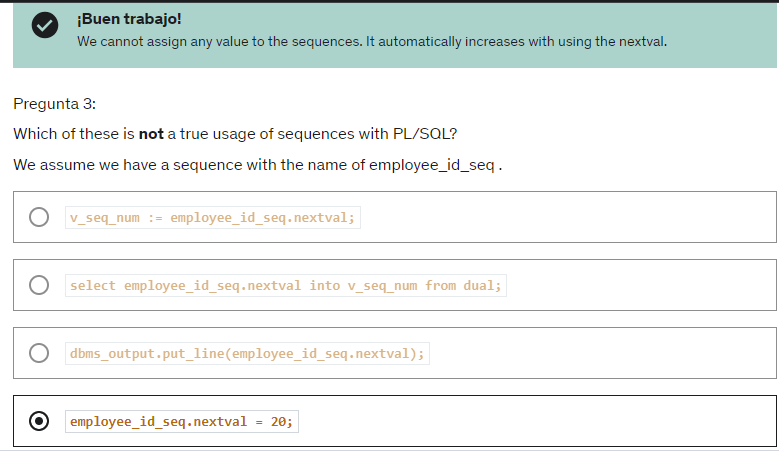 ¡Buen trabajo!
We cannot assign any value to the sequences. It automatically increases with using the nextval.
Pregunta 3:
Which of these is not a true usage of sequences with PL/SQL?
We assume we have a sequence with the name of employee_id_seq .
v_seq_num := employee_id_seq.nextval;
select employee_id_seq.nextval into v_seq_num from dual;
dbms_output.put_line(employee_id_seq.nextval);
employee_id_seq.nextval = 20;